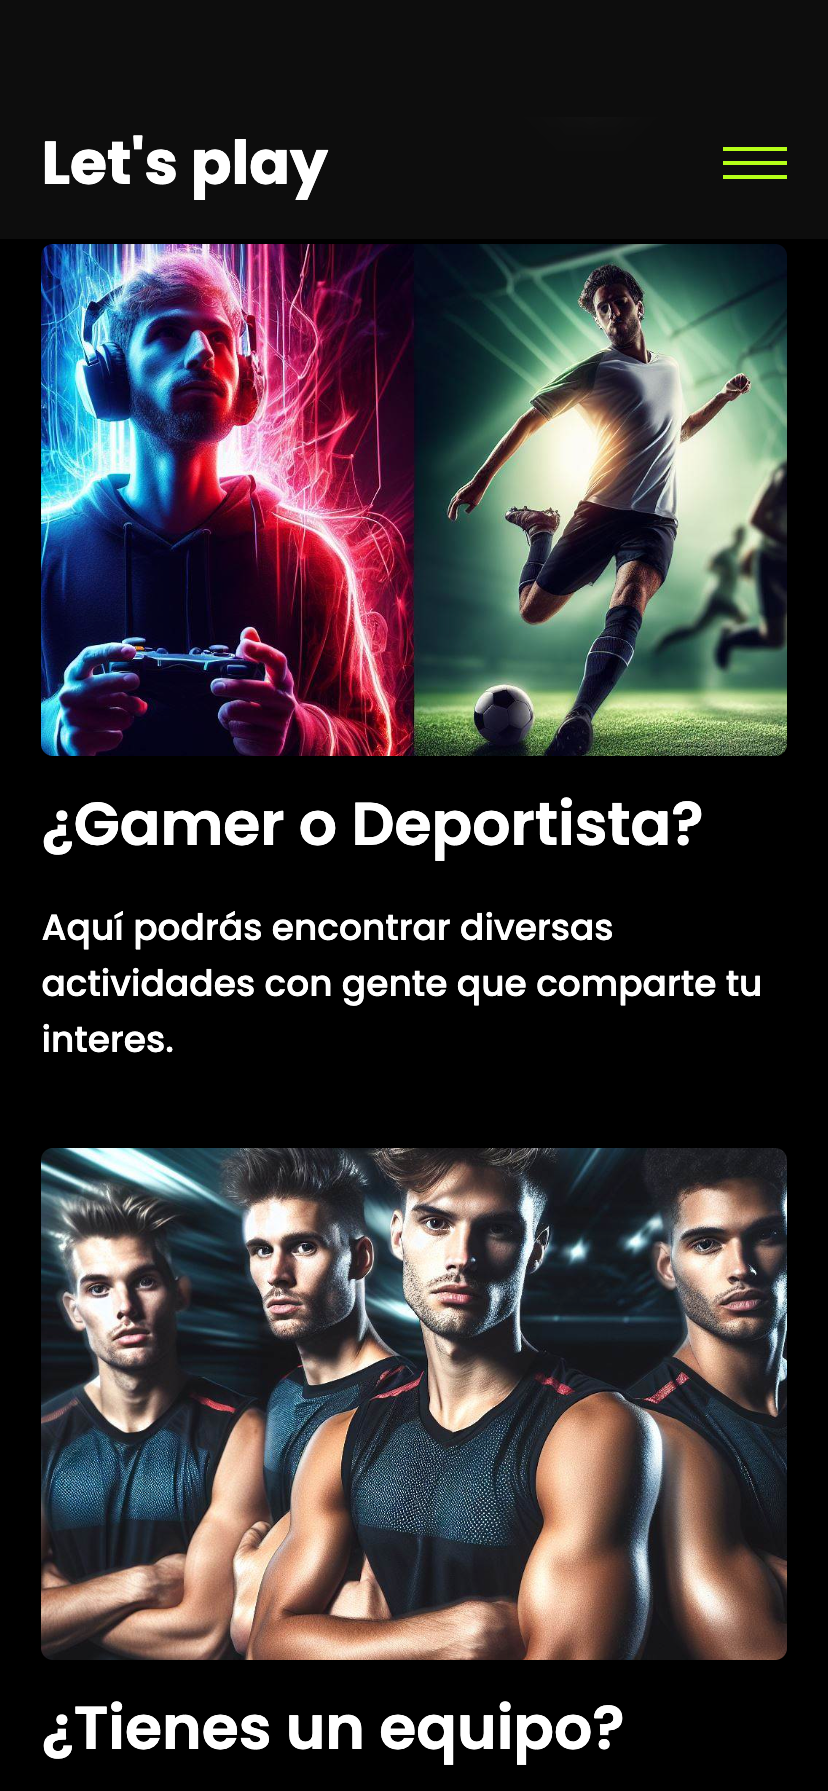 Let's play
¿Gamer o Deportista?
Aquí podrás encontrar diversas
actividades con gente que comparte tu
interes.
¿Tienes un equipo?